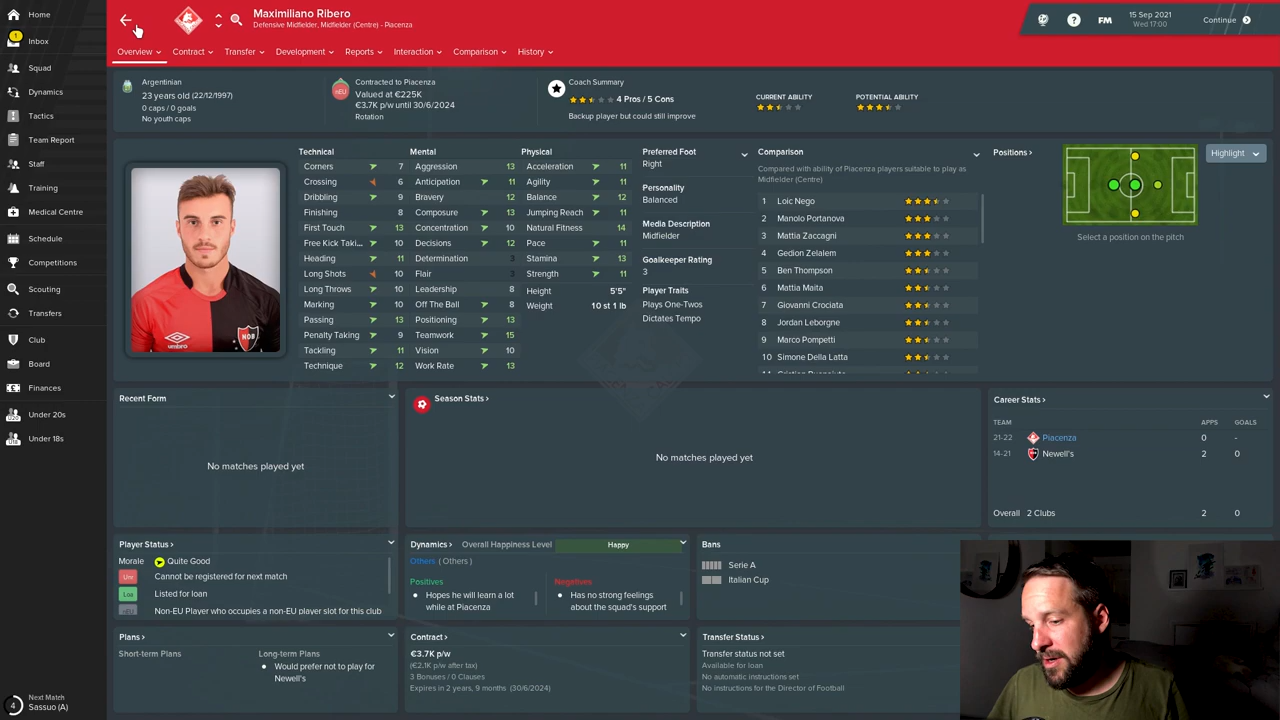 Home
1
Inbox
Squad
Dynamics
Tactics
Team Report
Staff
Training
Medical Centre
Schedule
Competitions
Scouting
Transfers
Club
Board
Finances
Under 20s
Under 18s
4
Next Match
Sassuo (A)
Maximiliano Ribero
Defensive Midfielder, Midfielder (Centre) - Piacenza
FM
15 Sep 2021
Wed 17:00
Continue
Overview
Contract
Transfer
Development
Reports
Interaction
Comparison
History
Argentinian
23 years old (22/12/1997)
0 caps / 0 goals
No youth caps
nEU
Contracted to Piacenza
Valued at €225K
€3.7K p/w until 30/6/2024
Rotation
Coach Summary
4 Pros / 5 Cons
Backup player but could still improve
CURRENT ABILITY
POTENTIAL ABILITY
Technical
Corners 7
Crossing 6
Dribbling 9
Finishing 8
First Touch 13
Free Kick Taki... 10
Heading 11
Long Shots 10
Long Throws 10
Marking 10
Passing 13
Penalty Taking 9
Tackling 11
Technique 12
Mental
Aggression 13
Anticipation 11
Bravery 12
Composure 13
Concentration 10
Decisions 12
Determination 3
Flair 3
Leadership 8
Off The Ball 8
Positioning 13
Teamwork 15
Vision 10
Work Rate 13
Physical
Acceleration 11
Agility 11
Balance 12
Jumping Reach 11
Natural Fitness 14
Pace 11
Stamina 13
Strength 11
Height 5'5"
Weight 10 st 1 lb
Preferred Foot
Right
Personality
Balanced
Media Description
Midfielder
Goalkeeper Rating
3
Player Traits
Plays One-Twos
Dictates Tempo
Comparison
Compared with ability of Piacenza players suitable to play as
Midfielder (Centre)
1 Loic Nego
2 Manolo Portanova
3 Mattia Zaccagni
4 Gedion Zelalem
5 Ben Thompson
6 Mattia Maita
7 Giovanni Crociata
8 Jordan Leborgne
9 Marco Pompetti
10 Simone Della Latta
Positions >
Highlight
Select a position on the pitch
umbro
Recent Form
No matches played yet
Season Stats >
No matches played yet
Career Stats >
TEAM APPS GOALS
21-22 Piacenza 0 -
14-21 Newell's 2 0
Overall 2 Clubs 2 0
Player Status >
Morale Quite Good
Um Cannot be registered for next match
Loa Listed for loan
nEU Non-EU Player who occupies a non-EU player slot for this club
Dynamics > Overall Happiness Level Happy
Others ( Others )
Positives
Hopes he will learn a lot
while at Piacenza
Negatives
Has no strong feelings
about the squad's support
Bans
Serie A
Italian Cup
Plans >
Short-term Plans
Long-term Plans
Would prefer not to play for
Newell's
Contract >
€3.7K p/w
(€2.1K p/w after tax)
3 Bonuses / 0 Clauses
Expires in 2 years, 9 months (30/6/2024)
Transfer Status >
Transfer status not set
Available for loan
No automatic instructions set
No instructions for the Director of Football